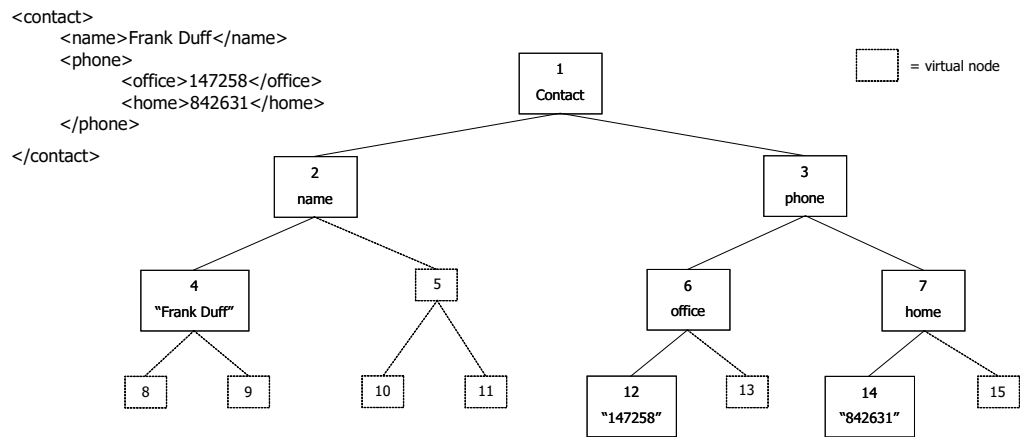 <contact>
<name>Frank Duff</name>
<phone>
<office>147258</office>
<home>842631</home>
</phone>
</contact>
1
Contact
= virtual node
2
name
3
phone
4
“Frank Duff”
5
6
office
7
home
8
9
10
11
12
“147258”
13
14
“842631”
15